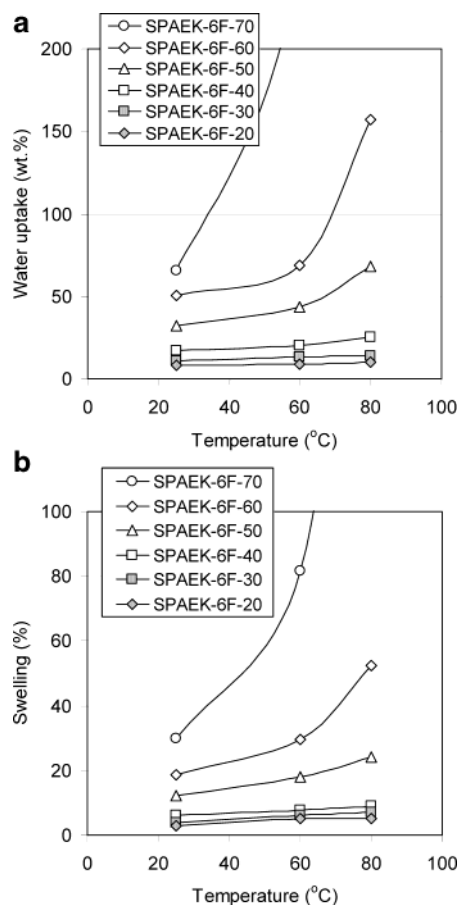 a
SPAEK-6F-70
SPAEK-6F-60
SPAEK-6F-50
SPAEK-6F-40
SPAEK-6F-30
SPAEK-6F-20
Water uptake (wt.%)
200
150
100
50
0
0 20 40 60 80 100
Temperature (°C)
b
SPAEK-6F-70
SPAEK-6F-60
SPAEK-6F-50
SPAEK-6F-40
SPAEK-6F-30
SPAEK-6F-20
Swelling (%)
100
80
60
40
20
0
0 20 40 60 80 100
Temperature (°C)